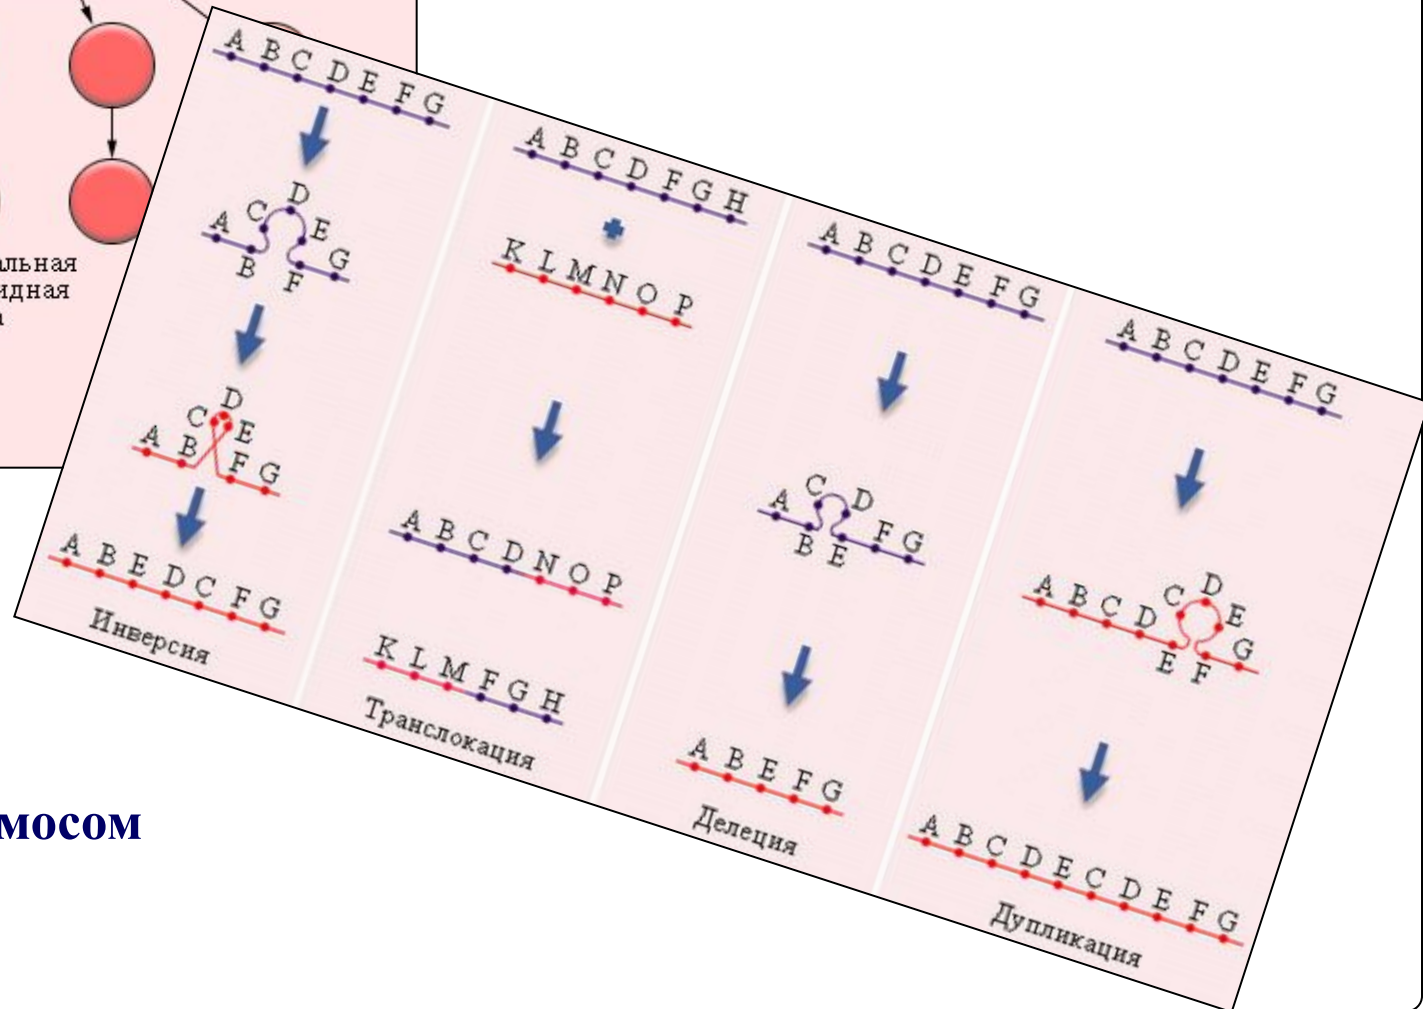 альная
идная
а
мосом
A B C D E F G
C D E
A B F G
C D E
A B F G
A B E D C F G
Инверсия
A B C D F G H
K L M N O P
A B C D N O P
K L M F G H
Транслокация
A B C D E F G
C D
A B E F G
A B E F G
Делеция
A B C D E F G
C D E
A B C D E F G
A B C D E C D E F G
Дупликация